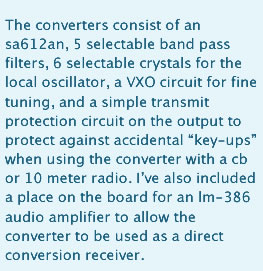 The converters consist of an
sa612an, 5 selectable band pass
filters, 6 selectable crystals for the
local oscillator, a VXO circuit for fine
tuning, and a simple transmit
protection circuit on the output to
protect against accidental “key-ups”
when using the converter with a cb
or 10 meter radio. I’ve also included
a place on the board for an lm-386
audio amplifier to allow the
converter to be used as a direct
conversion receiver.